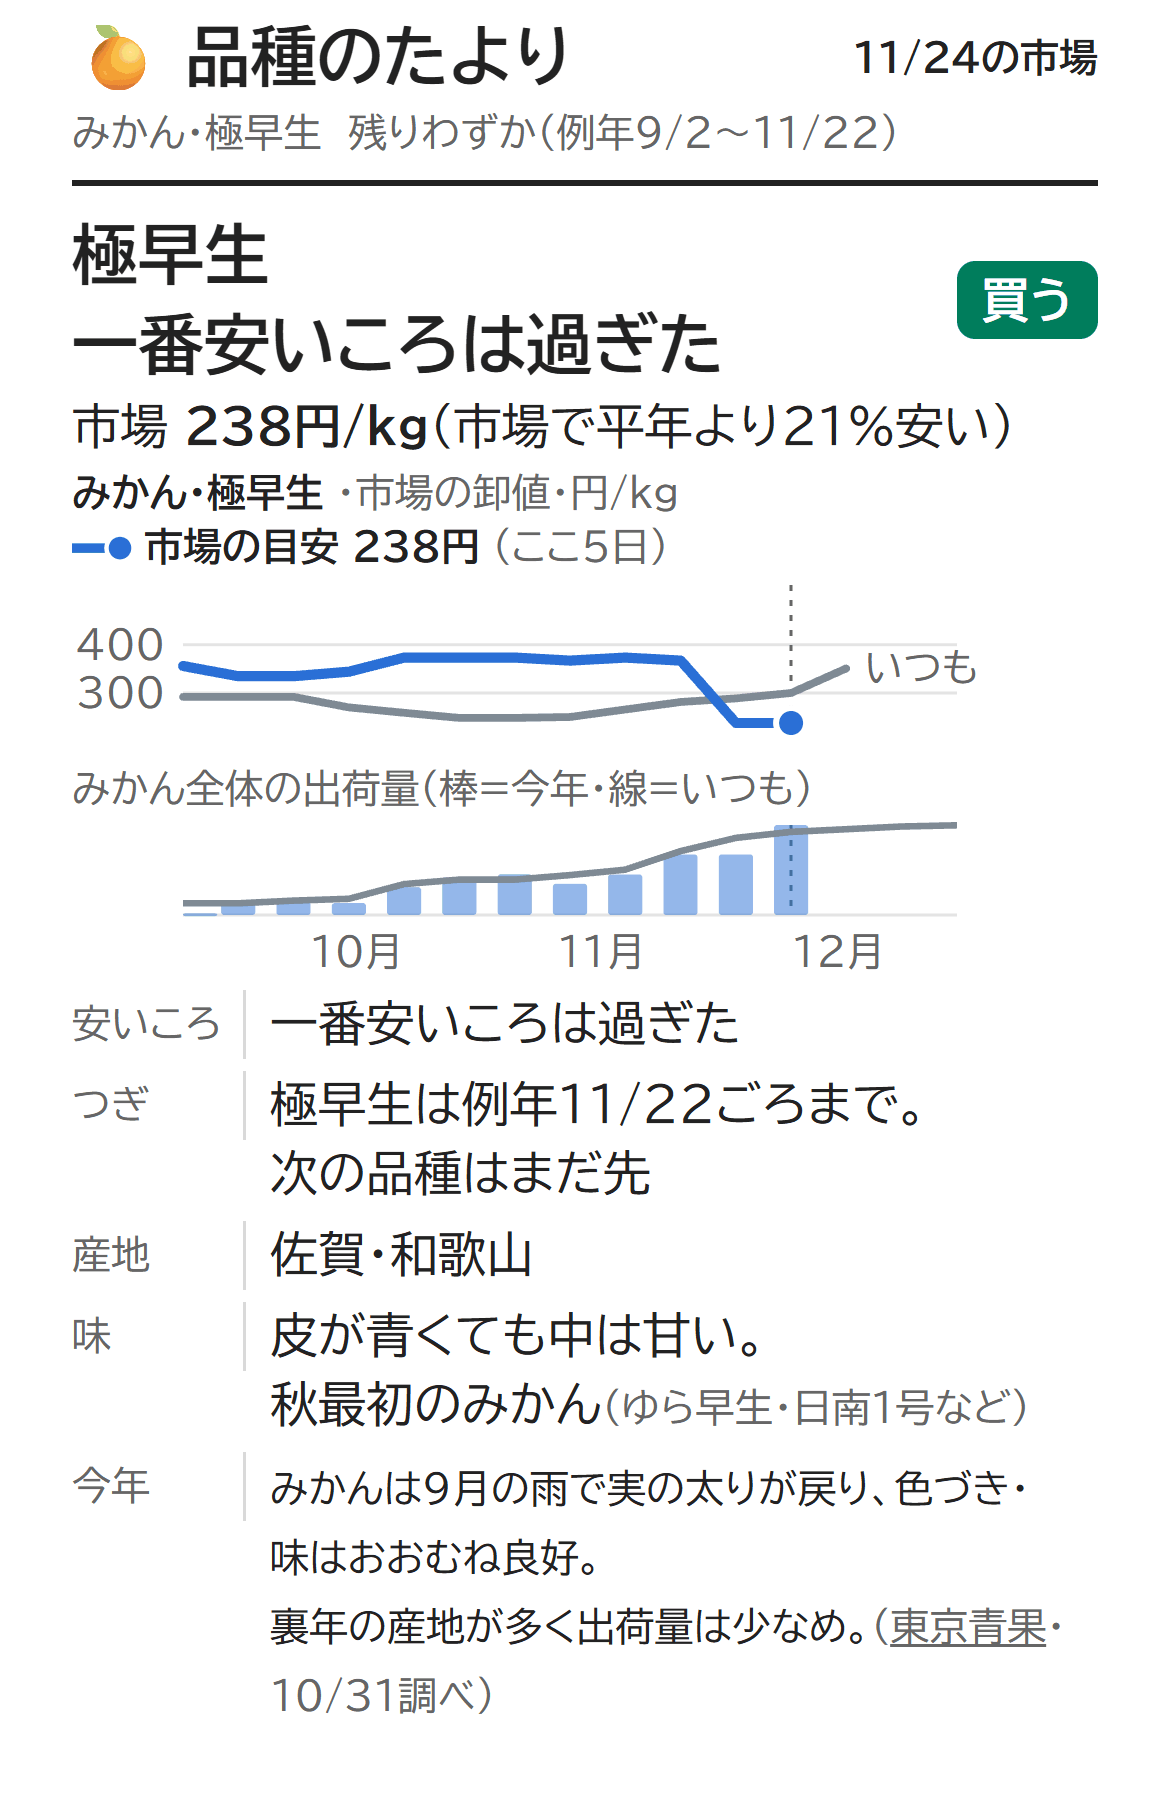 品種のたより
11/24の市場
みかん・極早生 残りわずか（例年9/2〜11/22）
極早生
一番安いころは過ぎた
買う
市場 238円/kg（市場で平年より21%安い）
みかん・極早生 ・市場の卸値・円/kg
市場の目安 238円（ここ5日）
400
300
いつも
みかん全体の出荷量（棒=今年・線=いつも）
10月 11月 12月
安いころ 一番安いころは過ぎた
つぎ 極早生は例年11/22ごろまで。
次の品種はまだ先
産地 佐賀・和歌山
味 皮が青くても中は甘い。
秋最初のみかん（ゆら早生・日南1号など）
今年 みかんは9月の雨で実の太りが戻り、色づき・
味はおおむね良好。
裏年の産地が多く出荷量は少なめ。（東京青果・
10/31調べ）